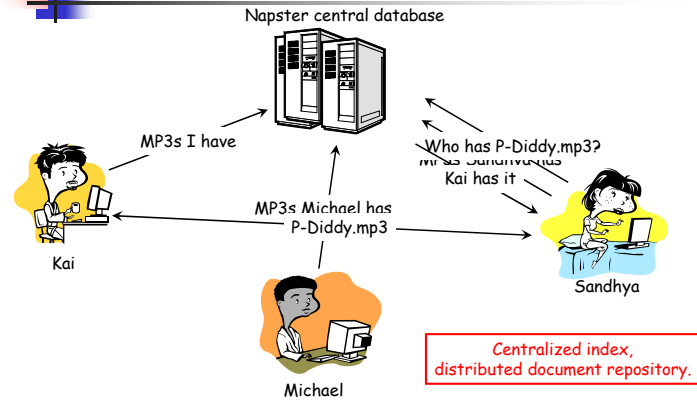 Napster central database
MP3s I have
Who has P-Diddy.mp3?
Kai has it
MP3s Michael has
P-Diddy.mp3
Kai
Sandhya
Michael
Centralized index,
distributed document repository.